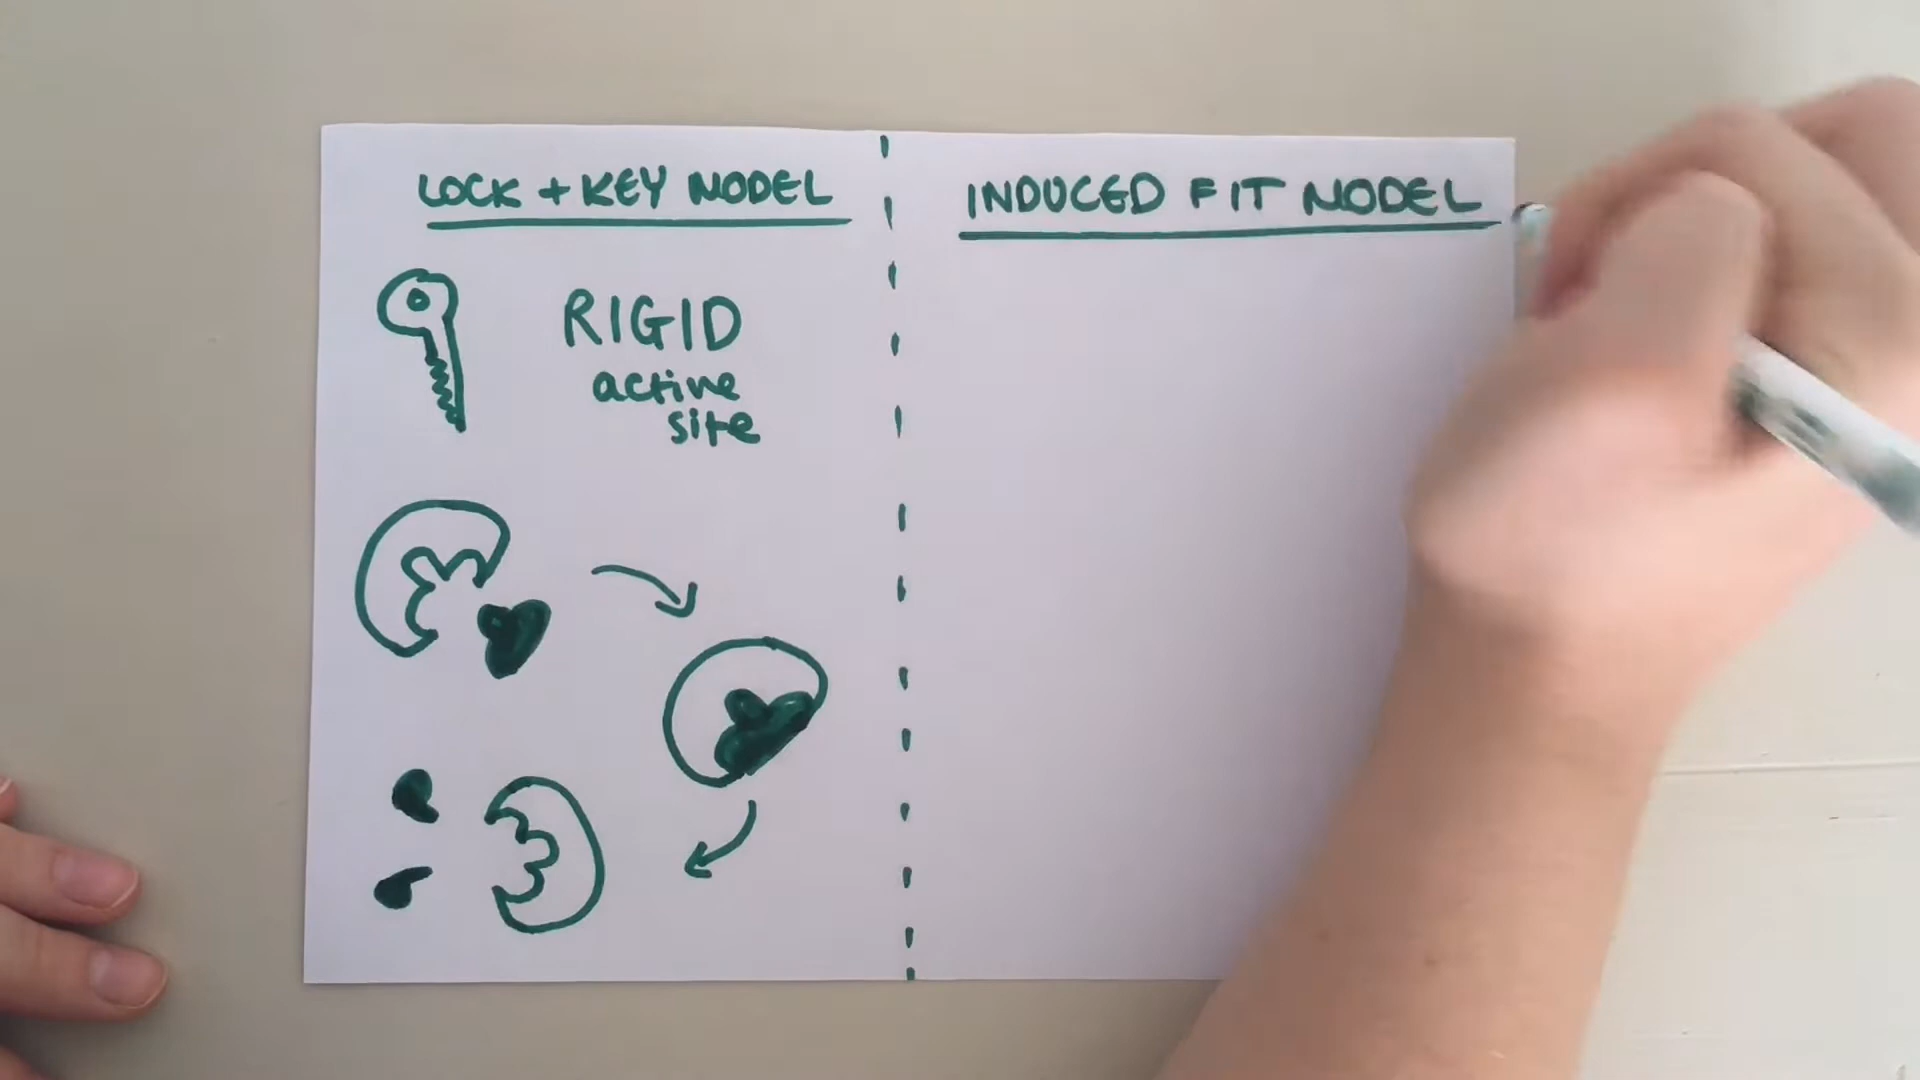 LOCK + KEY MODEL
RIGID
active
site
INDUCED FIT MODEL